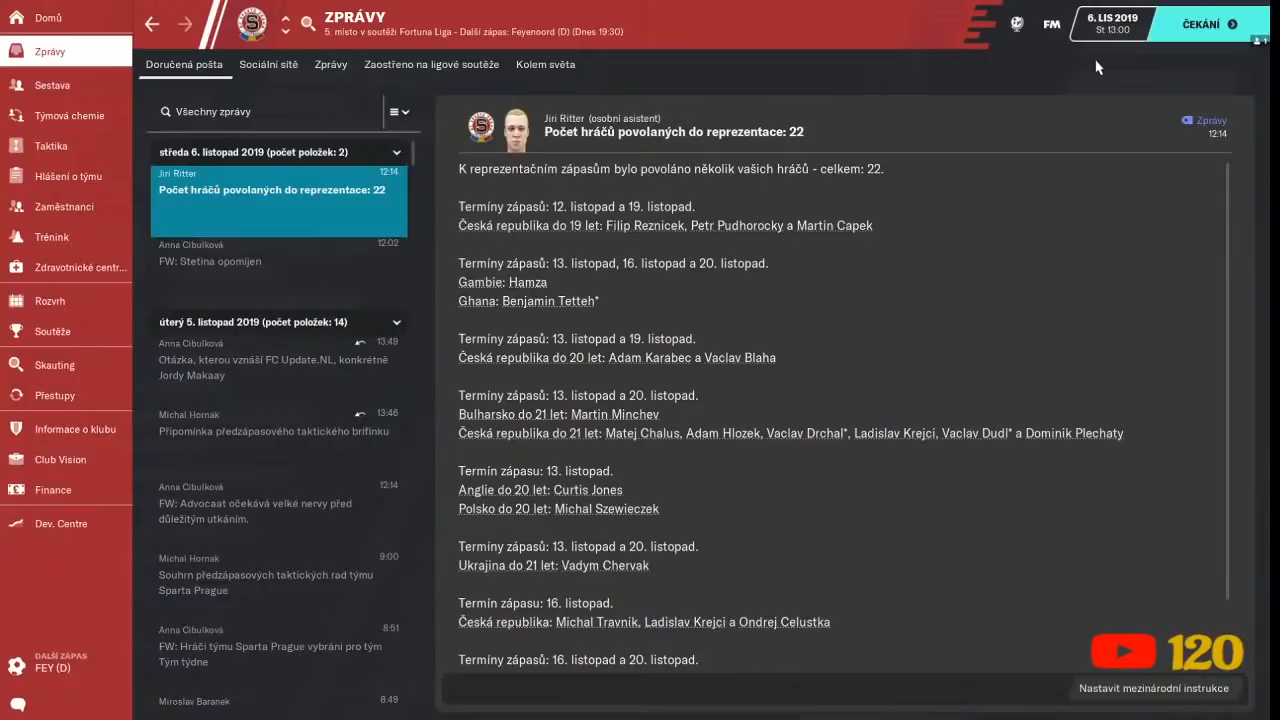 Domů
Zprávy
Sestava
Týmová chemie
Taktika
Hlášení o týmu
Zaměstnanci
Trénink
Zdravotnické centr...
Rozvrh
Soutěže
Skauting
Přestupy
Informace o klubu
Club Vision
Finance
Dev. Centre
DALŠÍ ZÁPAS
FEY (D)
ZPRÁVY
5. místo v soutěži Fortuna Liga - Další zápas: Feyenoord (D) (Dnes 19:30)
FM
6. LIS 2019
St 13:00
ČEKÁNÍ
1
Doručená pošta
Sociální sítě
Zprávy
Zaostřeno na ligové soutěže
Kolem světa
Všechny zprávy
středa 6. listopad 2019 (počet položek: 2)
Jiri Ritter 12:14
Počet hráčů povolaných do reprezentace: 22
Anna Cibulková 12:02
FW: Stetina opomíjen
úterý 5. listopad 2019 (počet položek: 14)
Anna Cibulková 13:49
Otázka, kterou vznáší FC Update.NL, konkrétně
Jordy Makaay
Michal Hornak 13:46
Připomínka předzápasového taktického brífinku
Anna Cibulková 12:14
FW: Advocaat očekává velké nervy před
důležitým utkáním.
Michal Hornak 9:00
Souhrn předzápasových taktických rad týmu
Sparta Prague
Anna Cibulková 8:51
FW: Hráči týmu Sparta Prague vybráni pro tým
Tým týdne
Miroslav Baranek 8:49
Jiri Ritter (osobní asistent)
Počet hráčů povolaných do reprezentace: 22
Zprávy
12:14
K reprezentačním zápasům bylo povoláno několik vašich hráčů - celkem: 22.
Termíny zápasů: 12. listopad a 19. listopad.
Česká republika do 19 let: Filip Reznicek, Petr Pudhorocky a Martin Capek
Termíny zápasů: 13. listopad, 16. listopad a 20. listopad.
Gambie: Hamza
Ghana: Benjamin Tetteh*
Termíny zápasů: 13. listopad a 19. listopad.
Česká republika do 20 let: Adam Karabec a Vaclav Blaha
Termíny zápasů: 13. listopad a 20. listopad.
Bulharsko do 21 let: Martin Minchev
Česká republika do 21 let: Matej Chalus, Adam Hlozek, Vaclav Drchal*, Ladislav Krejci, Vaclav Dudl* a Dominik Plechaty
Termín zápasu: 13. listopad.
Anglie do 20 let: Curtis Jones
Polsko do 20 let: Michal Szewieczek
Termíny zápasů: 13. listopad a 20. listopad.
Ukrajina do 21 let: Vadym Chervak
Termín zápasu: 16. listopad.
Česká republika: Michal Travnik, Ladislav Krejci a Ondrej Celustka
Termíny zápasů: 16. listopad a 20. listopad.
120
Nastavit mezinárodní instrukce